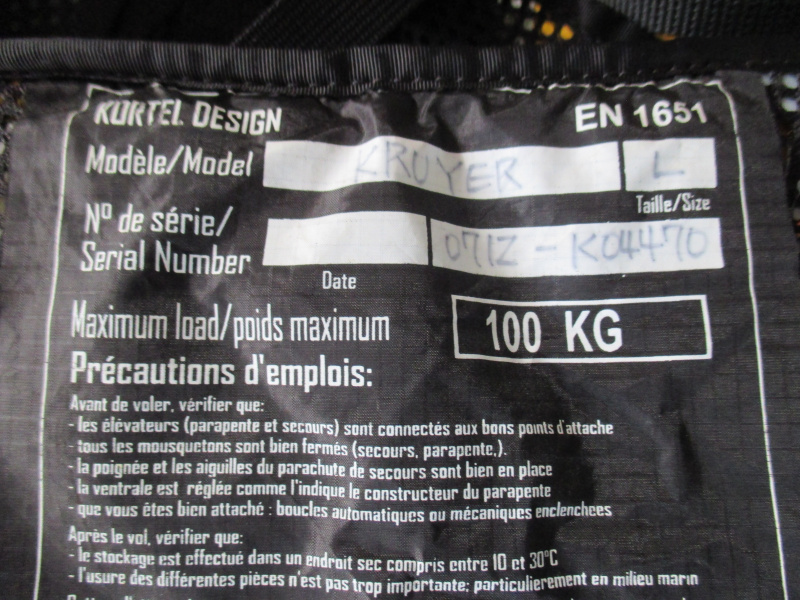 KORTEL DESIGN EN 1651
Modèle/Model KRUYER L
Taille/Size
N° de série/
Serial Number 0712 - K04470
Date
Maximum load/poids maximum 100 KG
Précautions d'emplois:
Avant de voler, vérifier que:
- les élévateurs (parapente et secours) sont connectés aux bons points d'attache
- tous les mousquetons sont bien fermés (secours, parapente,).
- la poignée et les aiguilles du parachute de secours sont bien en place
- la ventrale est réglée comme l'indique le constructeur du parapente
- que vous êtes bien attaché : boucles automatiques ou mécaniques enclenchees
Après le vol, vérifier que:
- le stockage est effectué dans un endroit sec compris entre 10 et 30°C
- l'usure des différentes pièces n'est pas trop importante; particulierement en milieu marin